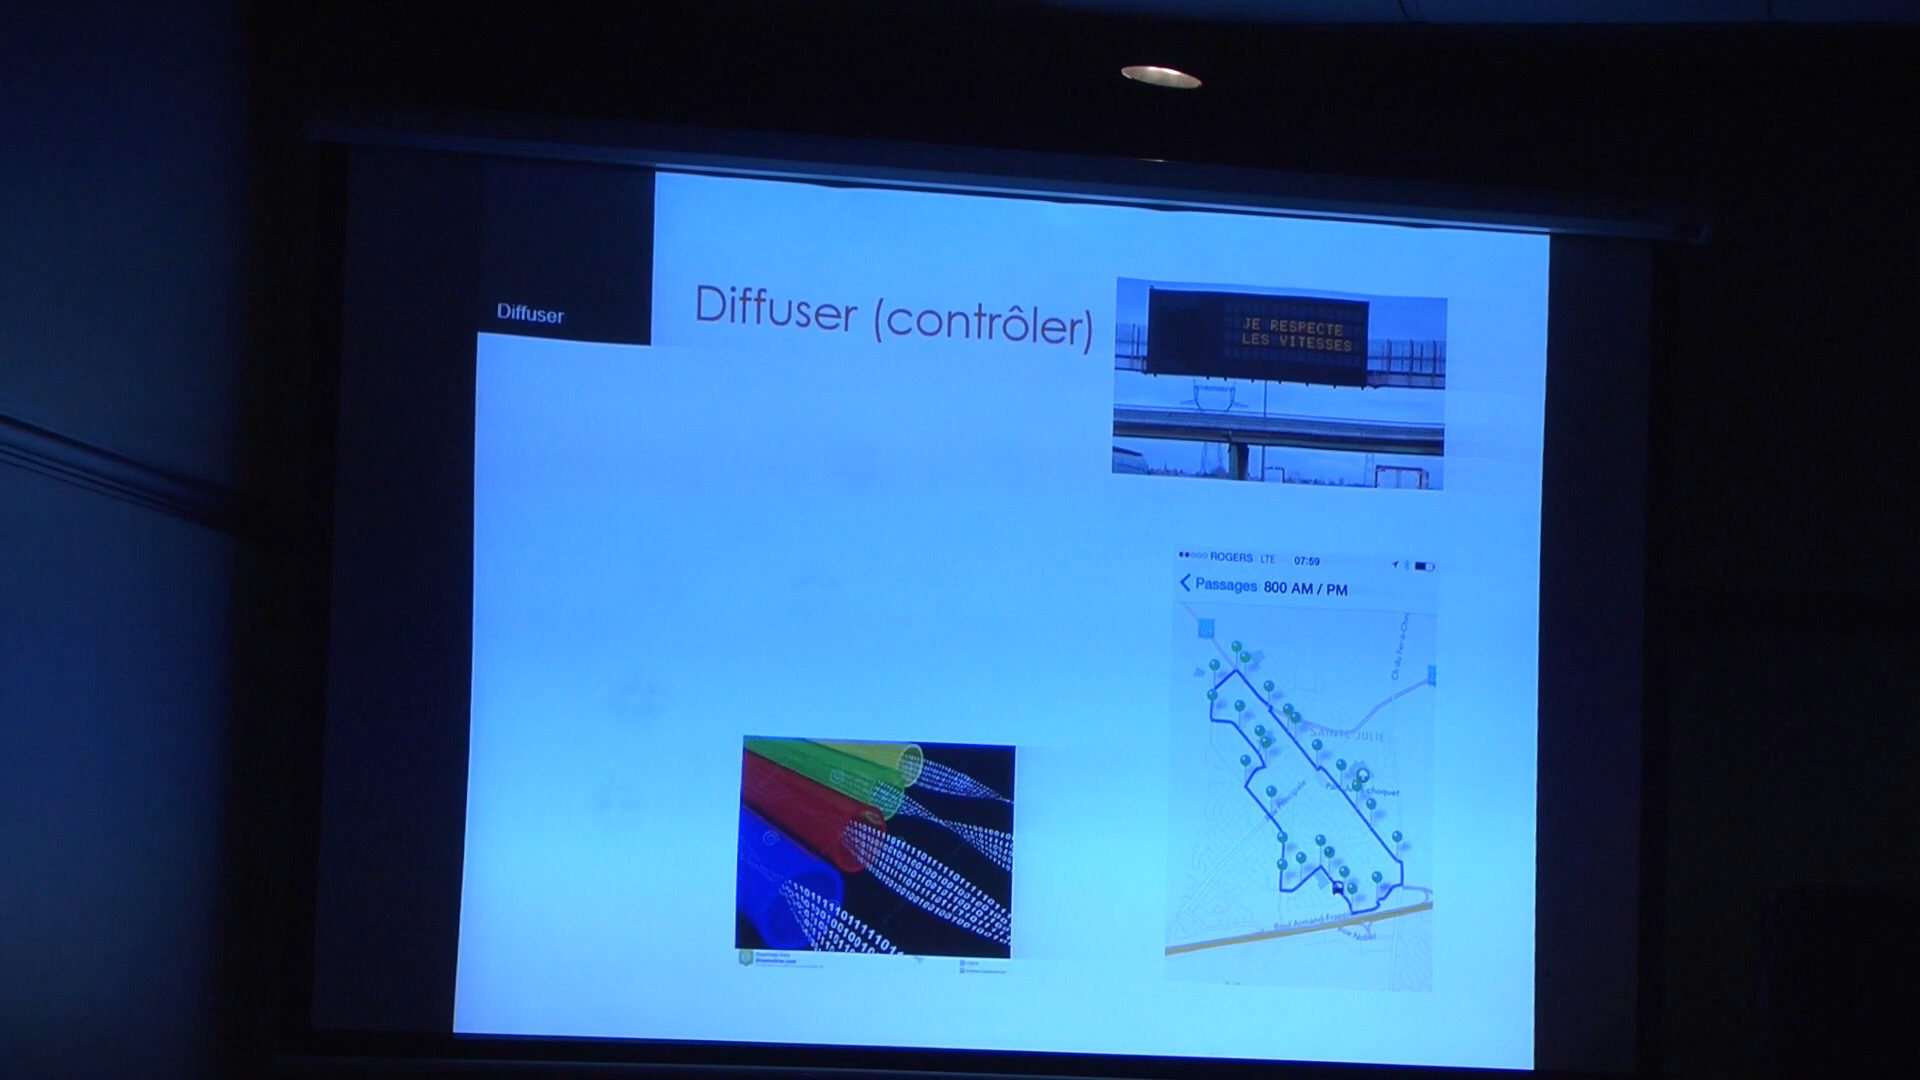 Diffuser
Diffuser (contrôler)
JE RESPECTE
LES VITESSES
ROGERS LTE 07:59
Passages 800 AM / PM
SAINTE-JULIE